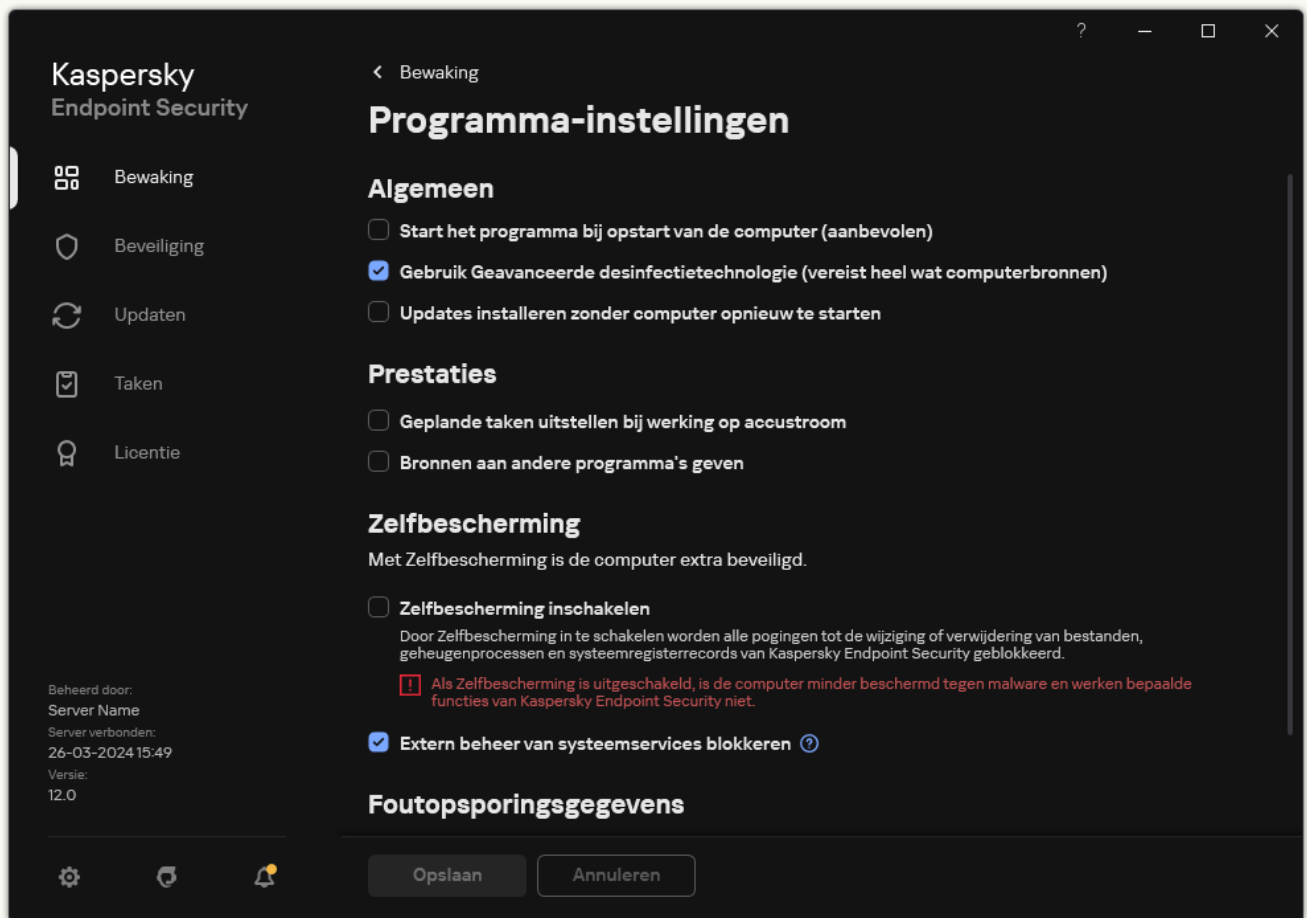 ?
Kaspersky
Endpoint Security
Bewaking
Beveiliging
Updaten
Taken
Licentie
Beheerd door:
Server Name
Server verbonden:
26-03-2024 15:49
Versie:
12.0
Bewaking
Programma-instellingen
Algemeen
Start het programma bij opstart van de computer (aanbevolen)
Gebruik Geavanceerde desinfectietechnologie (vereist heel wat computerbronnen)
Updates installeren zonder computer opnieuw te starten
Prestaties
Geplande taken uitstellen bij werking op accustroom
Bronnen aan andere programma's geven
Zelfbescherming
Met Zelfbescherming is de computer extra beveiligd.
Zelfbescherming inschakelen
Door Zelfbescherming in te schakelen worden alle pogingen tot de wijziging of verwijdering van bestanden,
geheugenprocessen en systeemregisterrecords van Kaspersky Endpoint Security geblokkeerd.
! Als Zelfbescherming is uitgeschakeld, is de computer minder beschermd tegen malware en werken bepaalde
functies van Kaspersky Endpoint Security niet.
Extern beheer van systeemservices blokkeren ?
Foutopsporingsgegevens
Opslaan
Annuleren